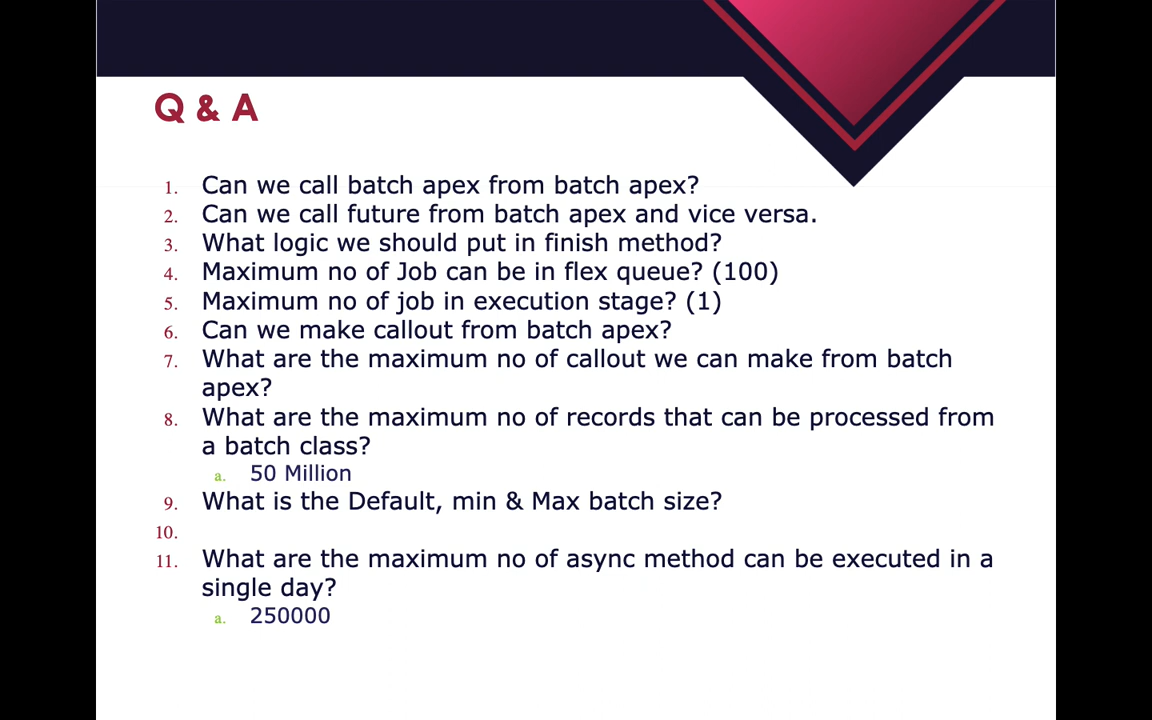 Q & A
1. Can we call batch apex from batch apex?
2. Can we call future from batch apex and vice versa.
3. What logic we should put in finish method?
4. Maximum no of Job can be in flex queue? (100)
5. Maximum no of job in execution stage? (1)
6. Can we make callout from batch apex?
7. What are the maximum no of callout we can make from batch
apex?
8. What are the maximum no of records that can be processed from
a batch class?
a. 50 Million
9. What is the Default, min & Max batch size?
10.
11. What are the maximum no of async method can be executed in a
single day?
a. 250000